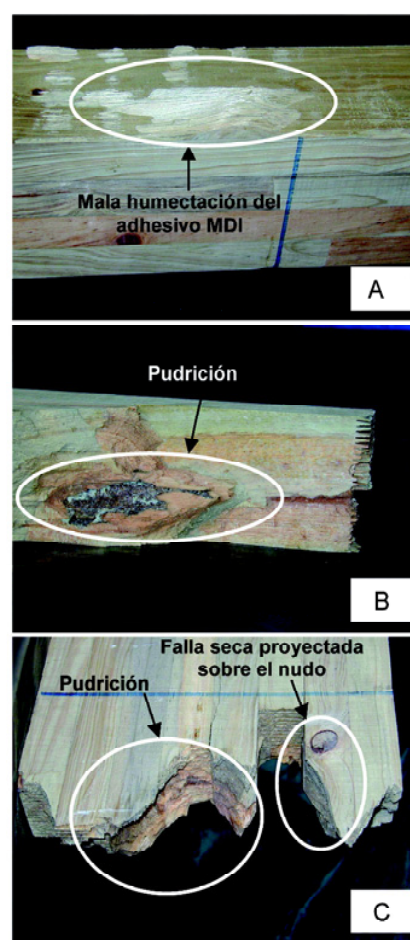 Mala humectación del
adhesivo MDI
A
Pudrición
B
Falla seca proyectada
sobre el nudo
Pudrición
C